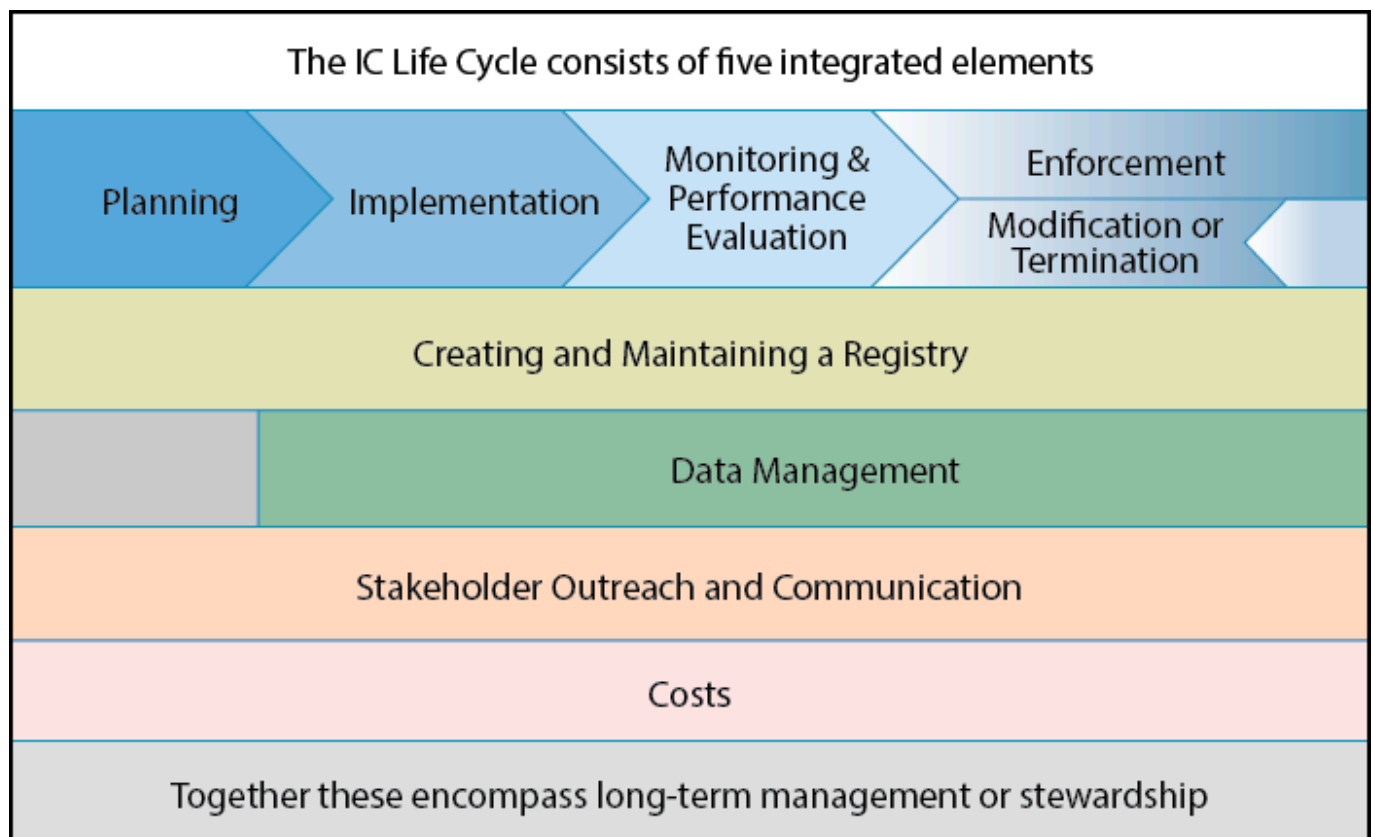 The IC Life Cycle consists of five integrated elements
Planning
Implementation
Monitoring &
Performance
Evaluation
Enforcement
Modification or
Termination
Creating and Maintaining a Registry
Data Management
Stakeholder Outreach and Communication
Costs
Together these encompass long-term management or stewardship